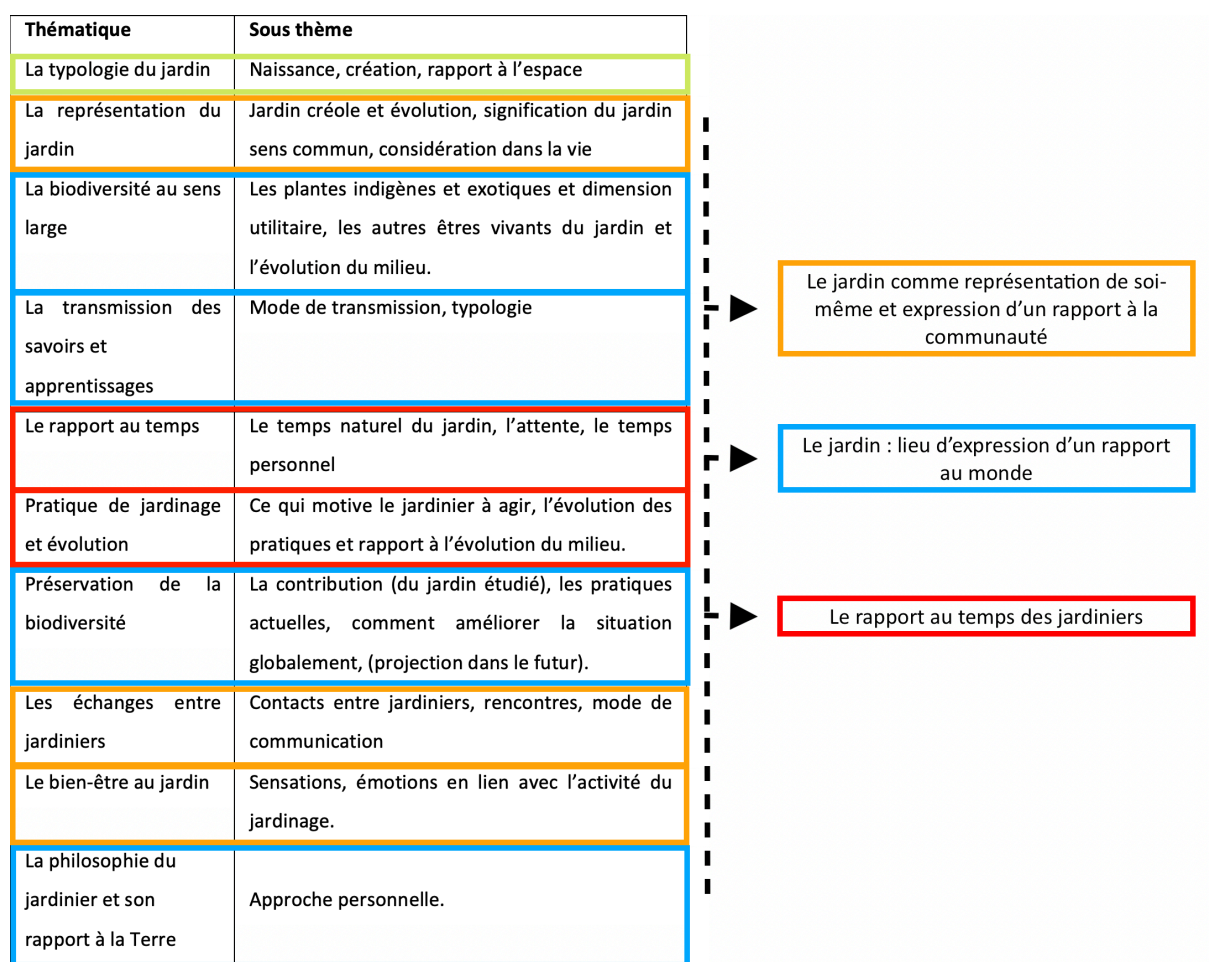 Thématique Sous thème
La typologie du jardin Naissance, création, rapport à l’espace
La représentation du Jardin créole et évolution, signification du jardin
jardin sens commun, considération dans la vie
La biodiversité au sens Les plantes indigènes et exotiques et dimension
large utilitaire, les autres êtres vivants du jardin et
l’évolution du milieu.
La transmission des Mode de transmission, typologie
savoirs et
apprentissages
Le rapport au temps Le temps naturel du jardin, l’attente, le temps
personnel
Pratique de jardinage Ce qui motive le jardinier à agir, l’évolution des
et évolution pratiques et rapport à l’évolution du milieu.
Préservation de la La contribution (du jardin étudié), les pratiques
biodiversité actuelles, comment améliorer la situation
globalement, (projection dans le futur).
Les échanges entre Contacts entre jardiniers, rencontres, mode de
jardiniers communication
Le bien-être au jardin Sensations, émotions en lien avec l’activité du
jardinage.
La philosophie du
jardinier et son Approche personnelle.
rapport à la Terre
Le jardin comme représentation de soi-
même et expression d’un rapport à la
communauté
Le jardin : lieu d’expression d’un rapport
au monde
Le rapport au temps des jardiniers